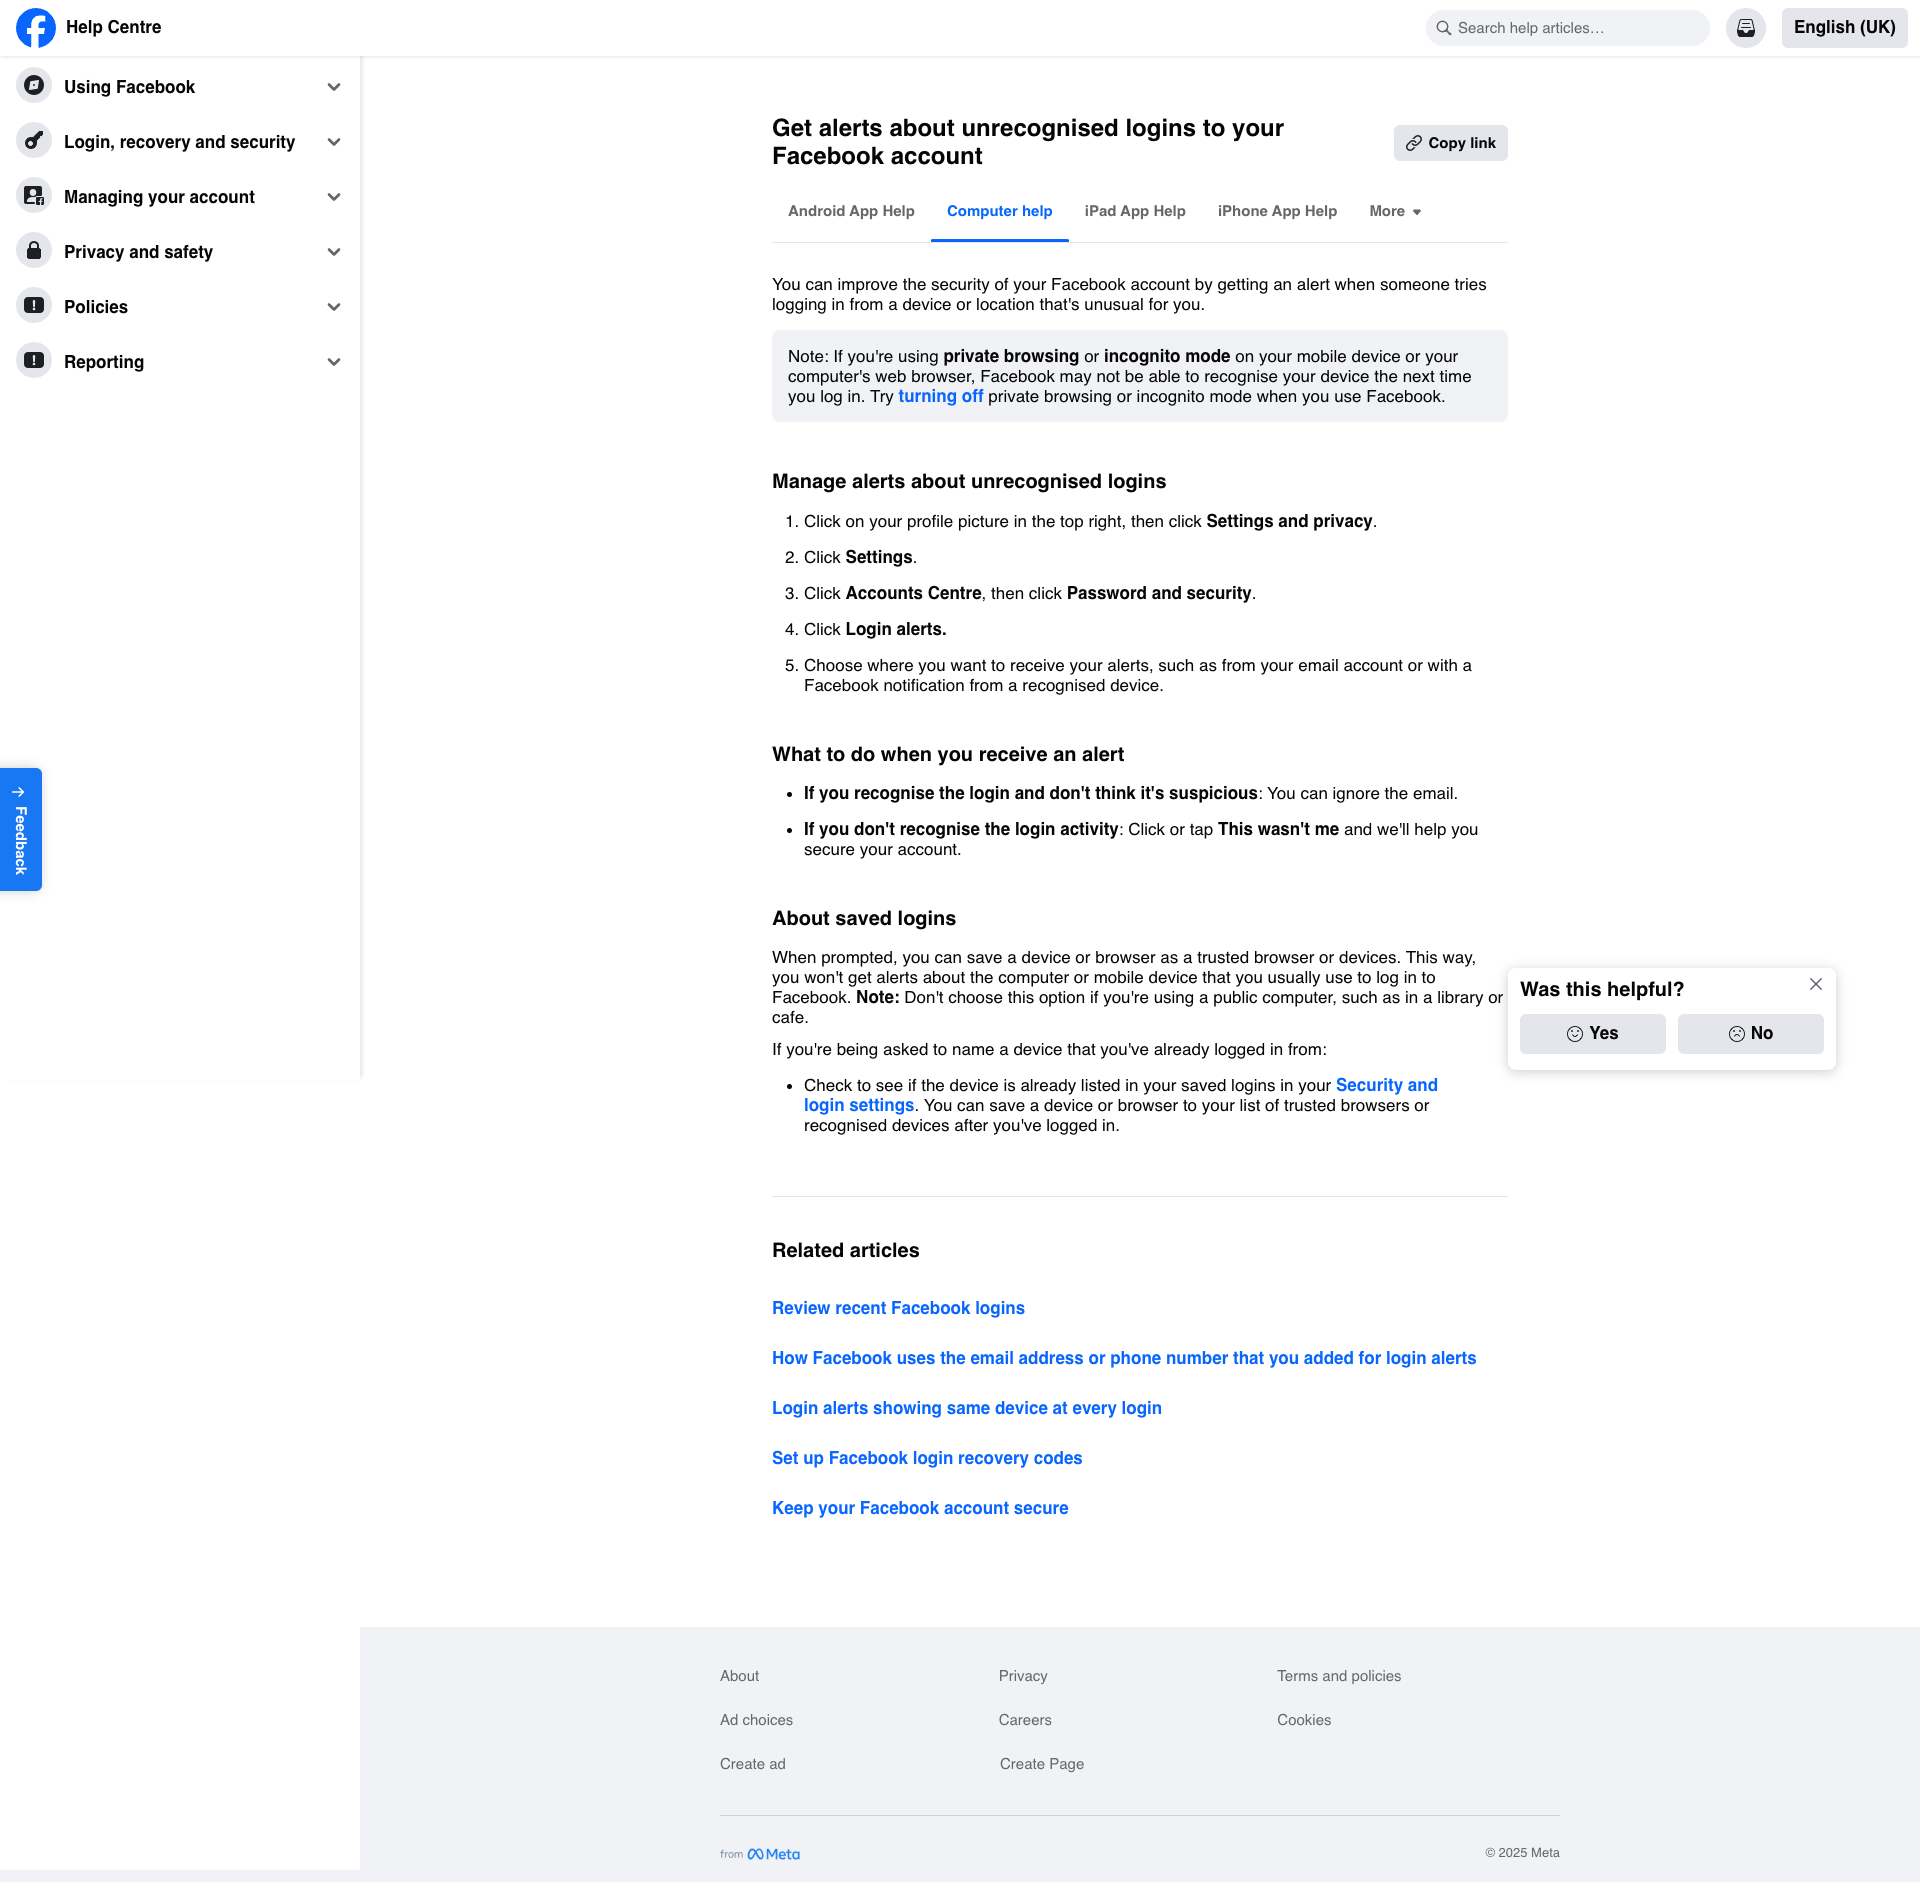 Help Centre
Search help articles...
English (UK)
Using Facebook
Login, recovery and security
Managing your account
Privacy and safety
Policies
Reporting
Feedback
Get alerts about unrecognised logins to your
Facebook account
Copy link
Android App Help
Computer help
iPad App Help
iPhone App Help
More
You can improve the security of your Facebook account by getting an alert when someone tries
logging in from a device or location that's unusual for you.
Note: If you're using private browsing or incognito mode on your mobile device or your
computer's web browser, Facebook may not be able to recognise your device the next time
you log in. Try turning off private browsing or incognito mode when you use Facebook.
Manage alerts about unrecognised logins
1. Click on your profile picture in the top right, then click Settings and privacy.
2. Click Settings.
3. Click Accounts Centre, then click Password and security.
4. Click Login alerts.
5. Choose where you want to receive your alerts, such as from your email account or with a
Facebook notification from a recognised device.
What to do when you receive an alert
• If you recognise the login and don't think it's suspicious: You can ignore the email.
• If you don't recognise the login activity: Click or tap This wasn't me and we'll help you
secure your account.
About saved logins
When prompted, you can save a device or browser as a trusted browser or devices. This way,
you won't get alerts about the computer or mobile device that you usually use to log in to
Facebook. Note: Don't choose this option if you're using a public computer, such as in a library or
cafe.
If you're being asked to name a device that you've already logged in from:
• Check to see if the device is already listed in your saved logins in your Security and
login settings. You can save a device or browser to your list of trusted browsers or
recognised devices after you've logged in.
Was this helpful?
Yes
No
Related articles
Review recent Facebook logins
How Facebook uses the email address or phone number that you added for login alerts
Login alerts showing same device at every login
Set up Facebook login recovery codes
Keep your Facebook account secure
About
Privacy
Terms and policies
Ad choices
Careers
Cookies
Create ad
Create Page
from Meta
© 2025 Meta